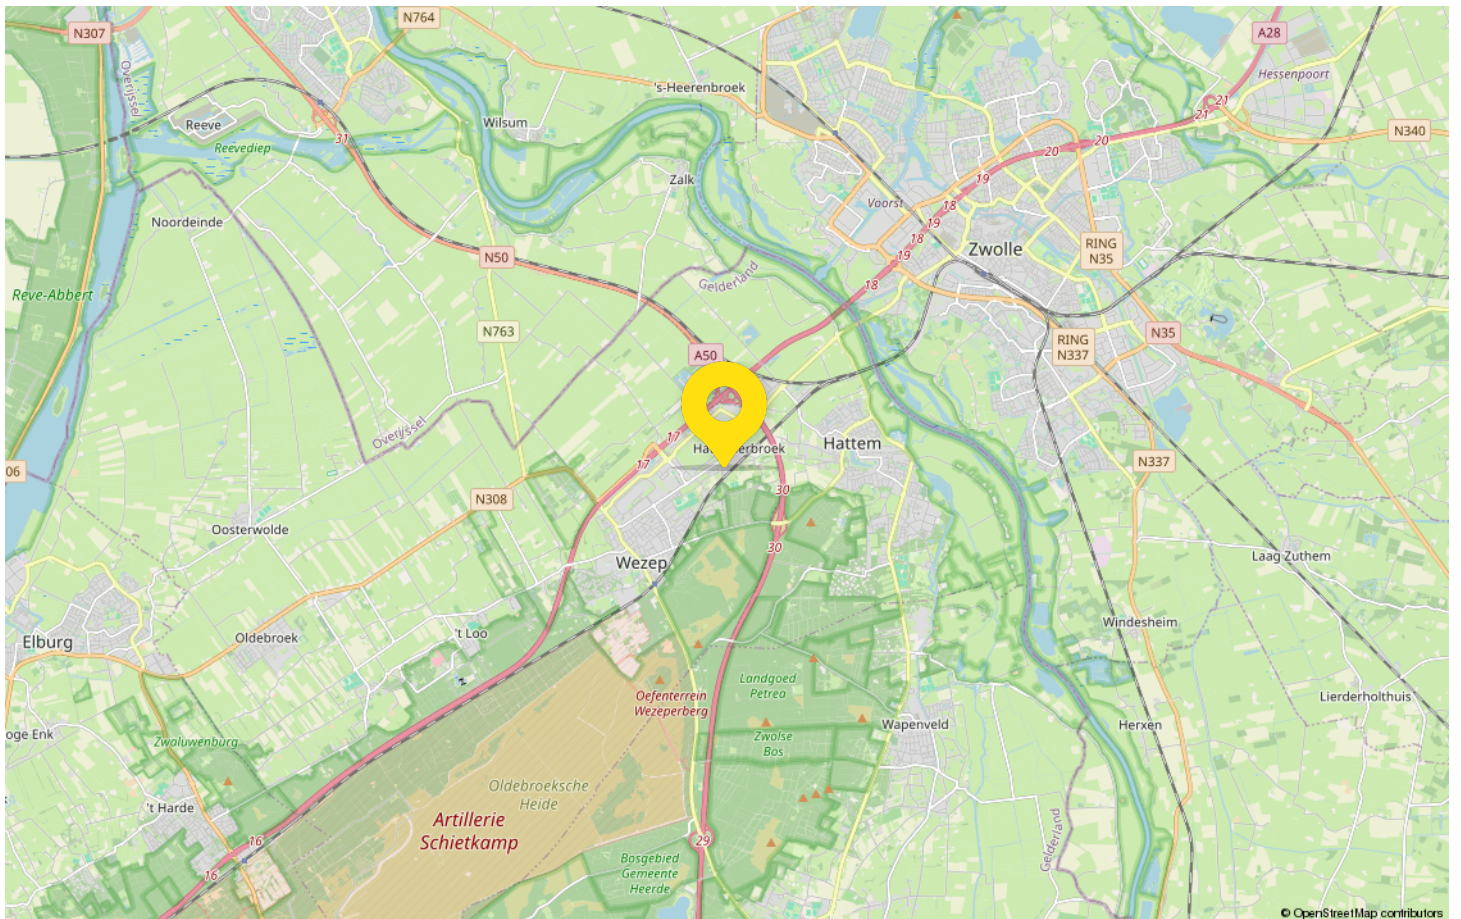 N764
N307
A28
Overijssel
Hessenpoort
's-Heerenbroek
21
21
Reeve
Wilsum
N340
31
Reevediep
20
20
Zalk
19
Voorst
18
Noordeinde
19
18
Zwolle
RING
N35
N50
19
Gelderland
18
Reve-Abbert
N763
N35
RING
N337
A50
Overijssel
17
Hattem
17
N337
06
30
N308
Oosterwolde
30
Laag Zuthem
Wezep
Windesheim
Elburg
Oldebroek
't Loo
Landgoed
Petrea
Oefenterrein
Wezeperberg
Lierderholthuis
Wapenveld
Herxen
oge Enk
Zwaluwenburg
Zwolse
Bos
Oldebroeksche
Heide
't Harde
Artillerie
Schietkamp
16
29
Gelderland
16
Bosgebied
Gemeente
Heerde
© OpenStreetMap contributors